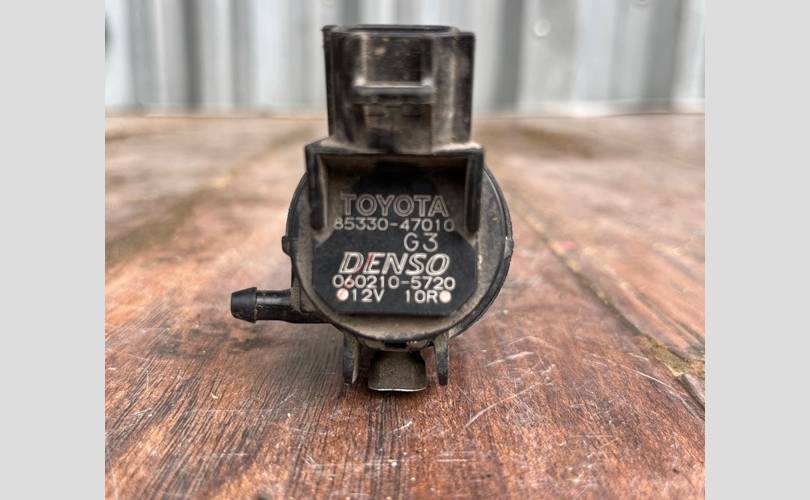 TOYOTA
85330-47010
G3
DENSO
060210-5720
12V 10R